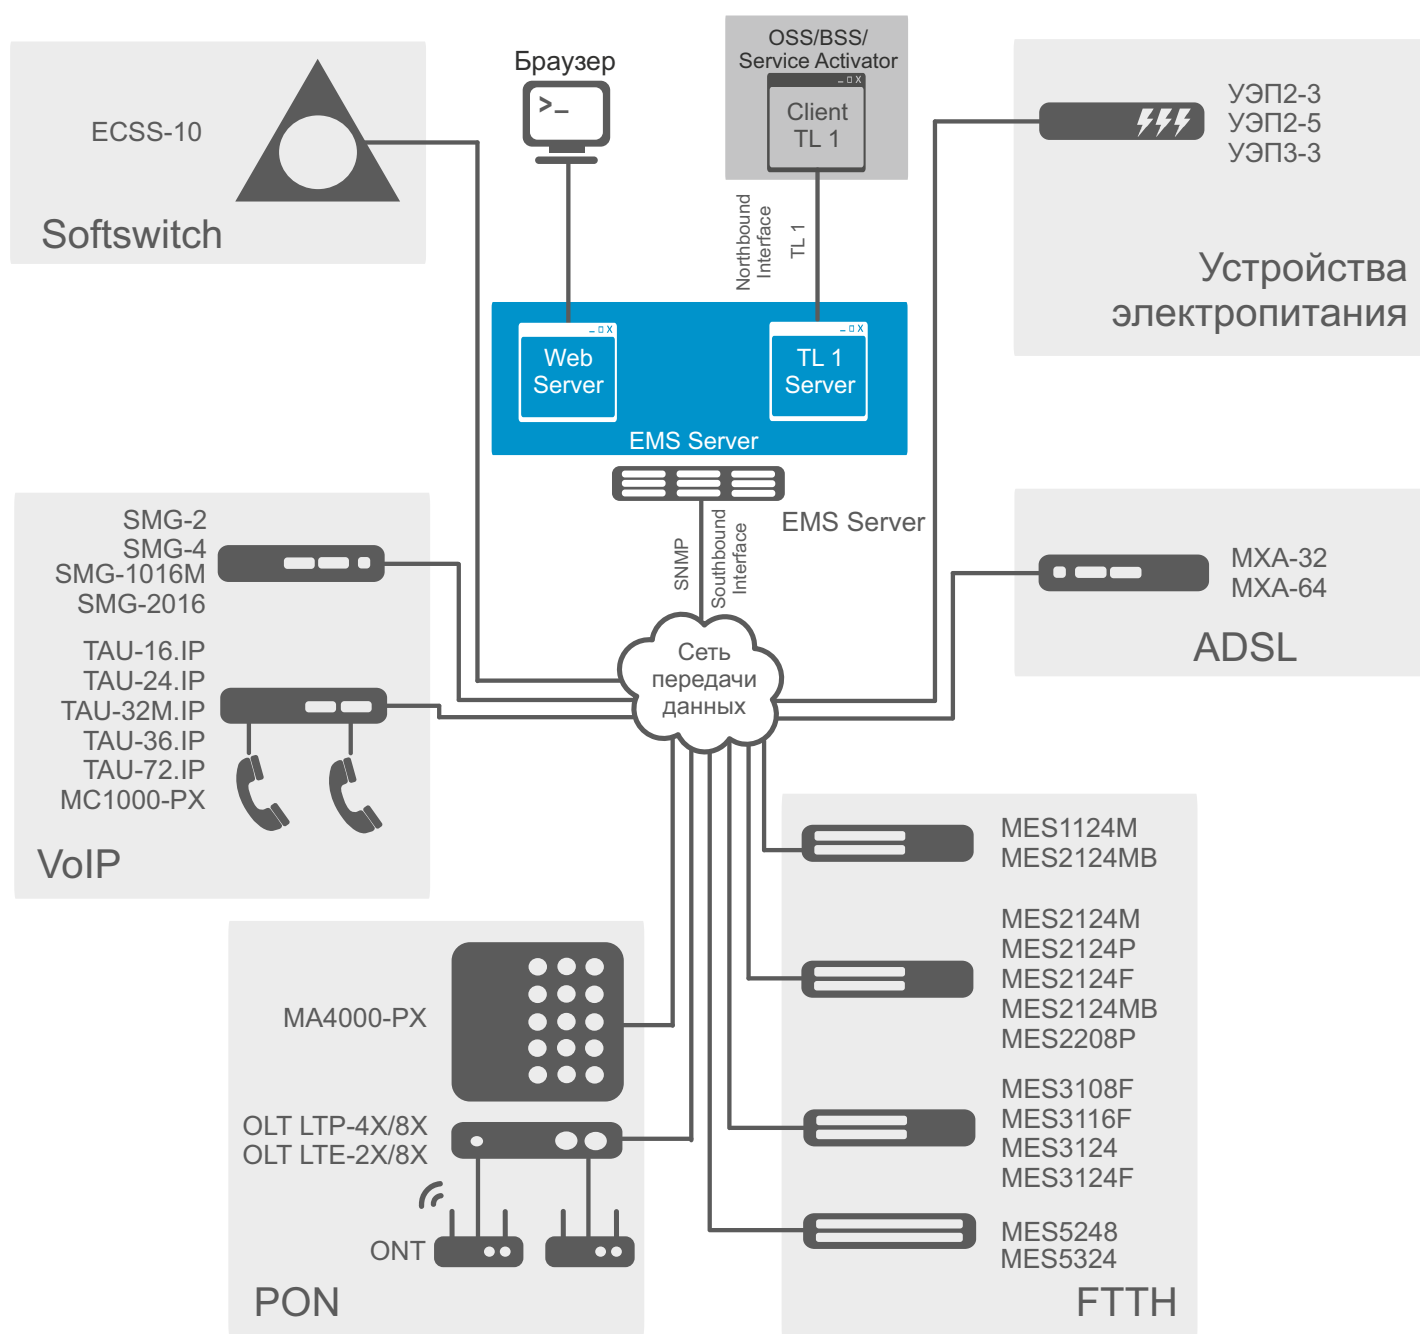 ECSS-10
Softswitch
Браузер
>_
OSS/BSS/
Service Activator
Client
TL 1
Northbound
Interface
TL 1
УЭП2-3
УЭП2-5
УЭП3-3
Устройства
электропитания
Web
Server
TL 1
Server
EMS Server
EMS Server
SNMP
Southbound
Interface
SMG-2
SMG-4
SMG-1016M
SMG-2016
TAU-16.IP
TAU-24.IP
TAU-32M.IP
TAU-36.IP
TAU-72.IP
MC1000-PX
VoIP
Сеть
передачи
данных
MXA-32
MXA-64
ADSL
MA4000-PX
OLT LTP-4X/8X
OLT LTE-2X/8X
ONT
PON
MES1124M
MES2124MB
MES2124M
MES2124P
MES2124F
MES2124MB
MES2208P
MES3108F
MES3116F
MES3124
MES3124F
MES5248
MES5324
FTTH